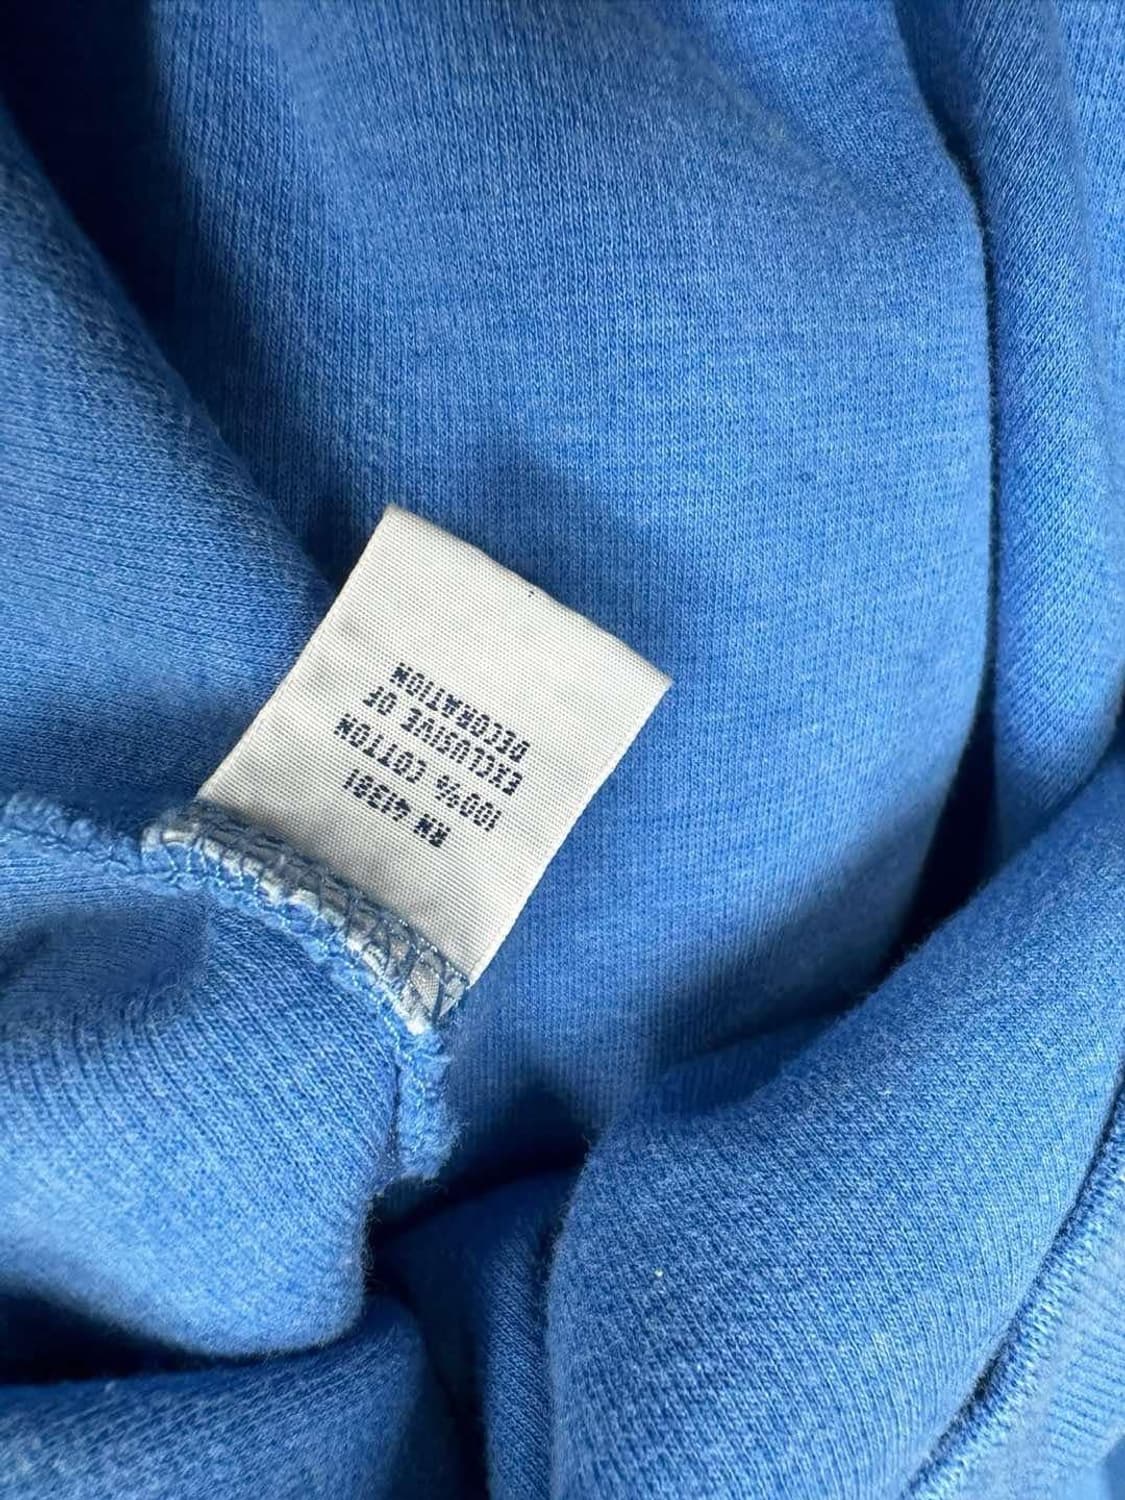 RN 41381
100% COTTON
EXCLUSIVE OF
DECORATION